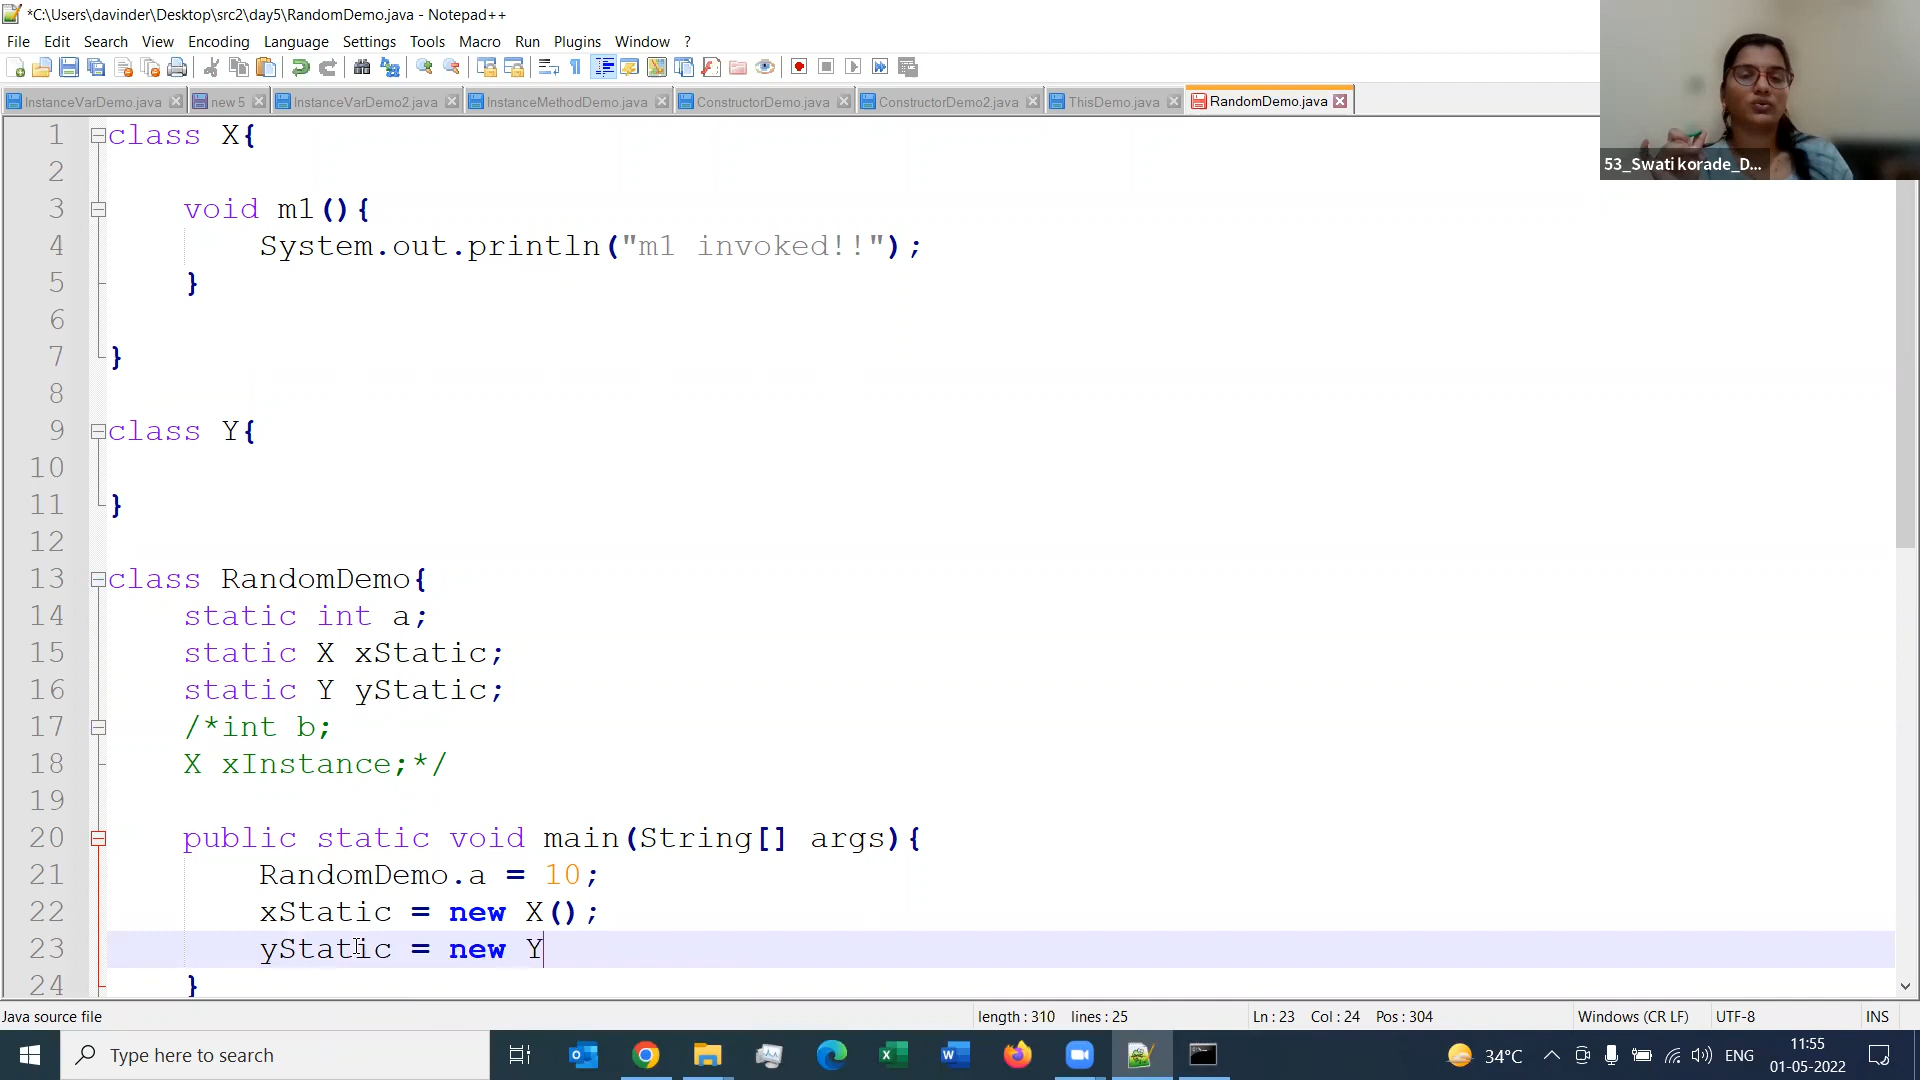 *C:\Users\davinder\Desktop\src2\day5\RandomDemo.java - Notepad++
File Edit Search View Encoding Language Settings Tools Macro Run Plugins Window ?
InstanceVarDemo.java new 5 InstanceVarDemo2.java InstanceMethodDemo.java ConstructorDemo.java ConstructorDemo2.java ThisDemo.java RandomDemo.java
53_Swati korade_D...
1 class X{
2
3 void m1(){
4 System.out.println("m1 invoked!!");
5 }
6
7 }
8
9 class Y{
10
11 }
12
13 class RandomDemo{
14 static int a;
15 static X xStatic;
16 static Y yStatic;
17 /*int b;
18 X xInstance;*/
19
20 public static void main(String[] args){
21 RandomDemo.a = 10;
22 xStatic = new X();
23 yStatic = new Y
24 }
Java source file length : 310 lines : 25 Ln : 23 Col : 24 Pos : 304 Windows (CR LF) UTF-8 INS
Type here to search 34°C ENG 11:55
01-05-2022